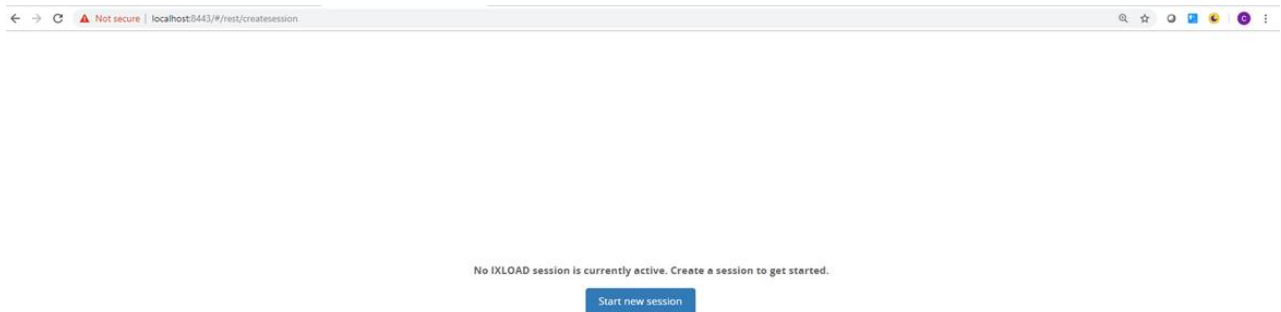 Not secure | localhost:8443/#/rest/createsession
C
No IXLOAD session is currently active. Create a session to get started.
Start new session